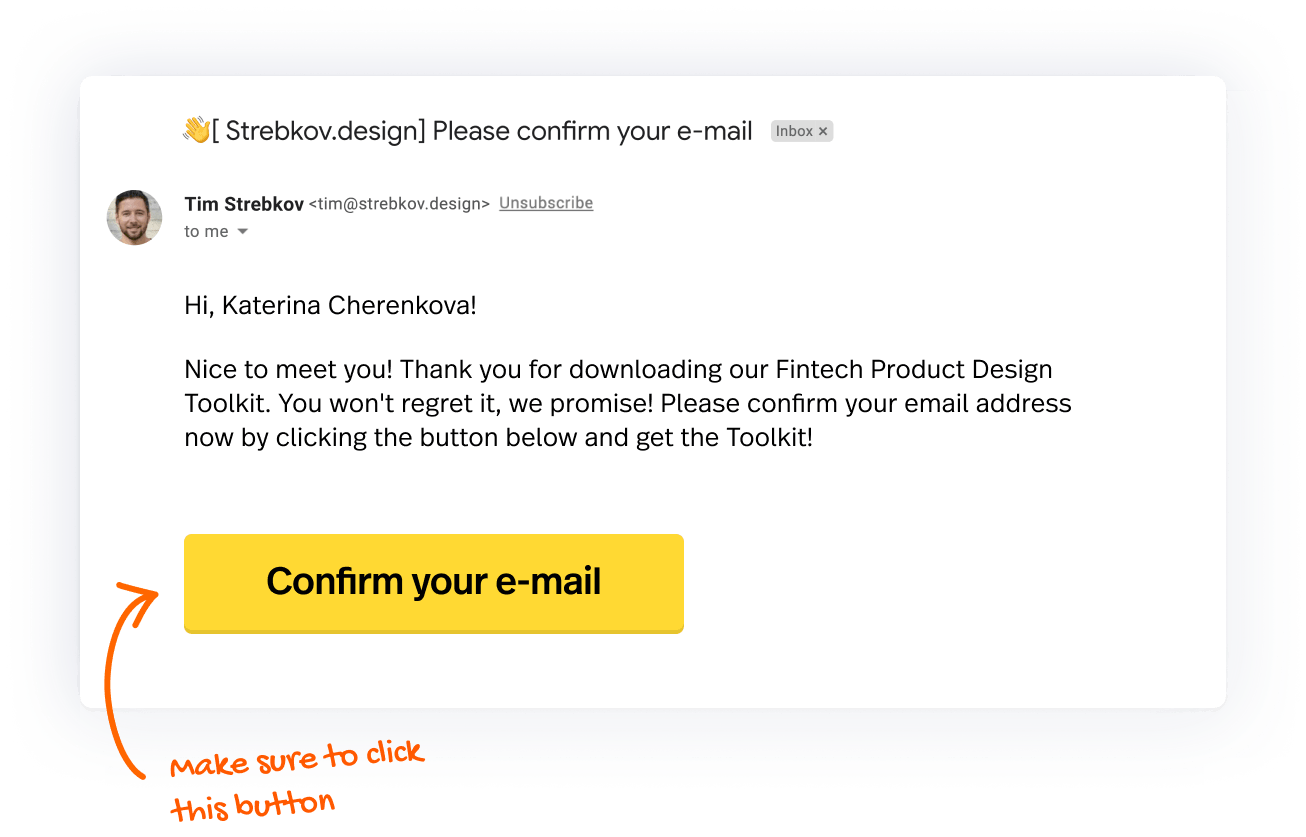 👋[ Strebkov.design] Please confirm your e-mail Inbox ×
Tim Strebkov <tim@strebkov.design> Unsubscribe
to me
Hi, Katerina Cherenkova!
Nice to meet you! Thank you for downloading our Fintech Product Design
Toolkit. You won't regret it, we promise! Please confirm your email address
now by clicking the button below and get the Toolkit!
Confirm your e-mail
make sure to click
this button